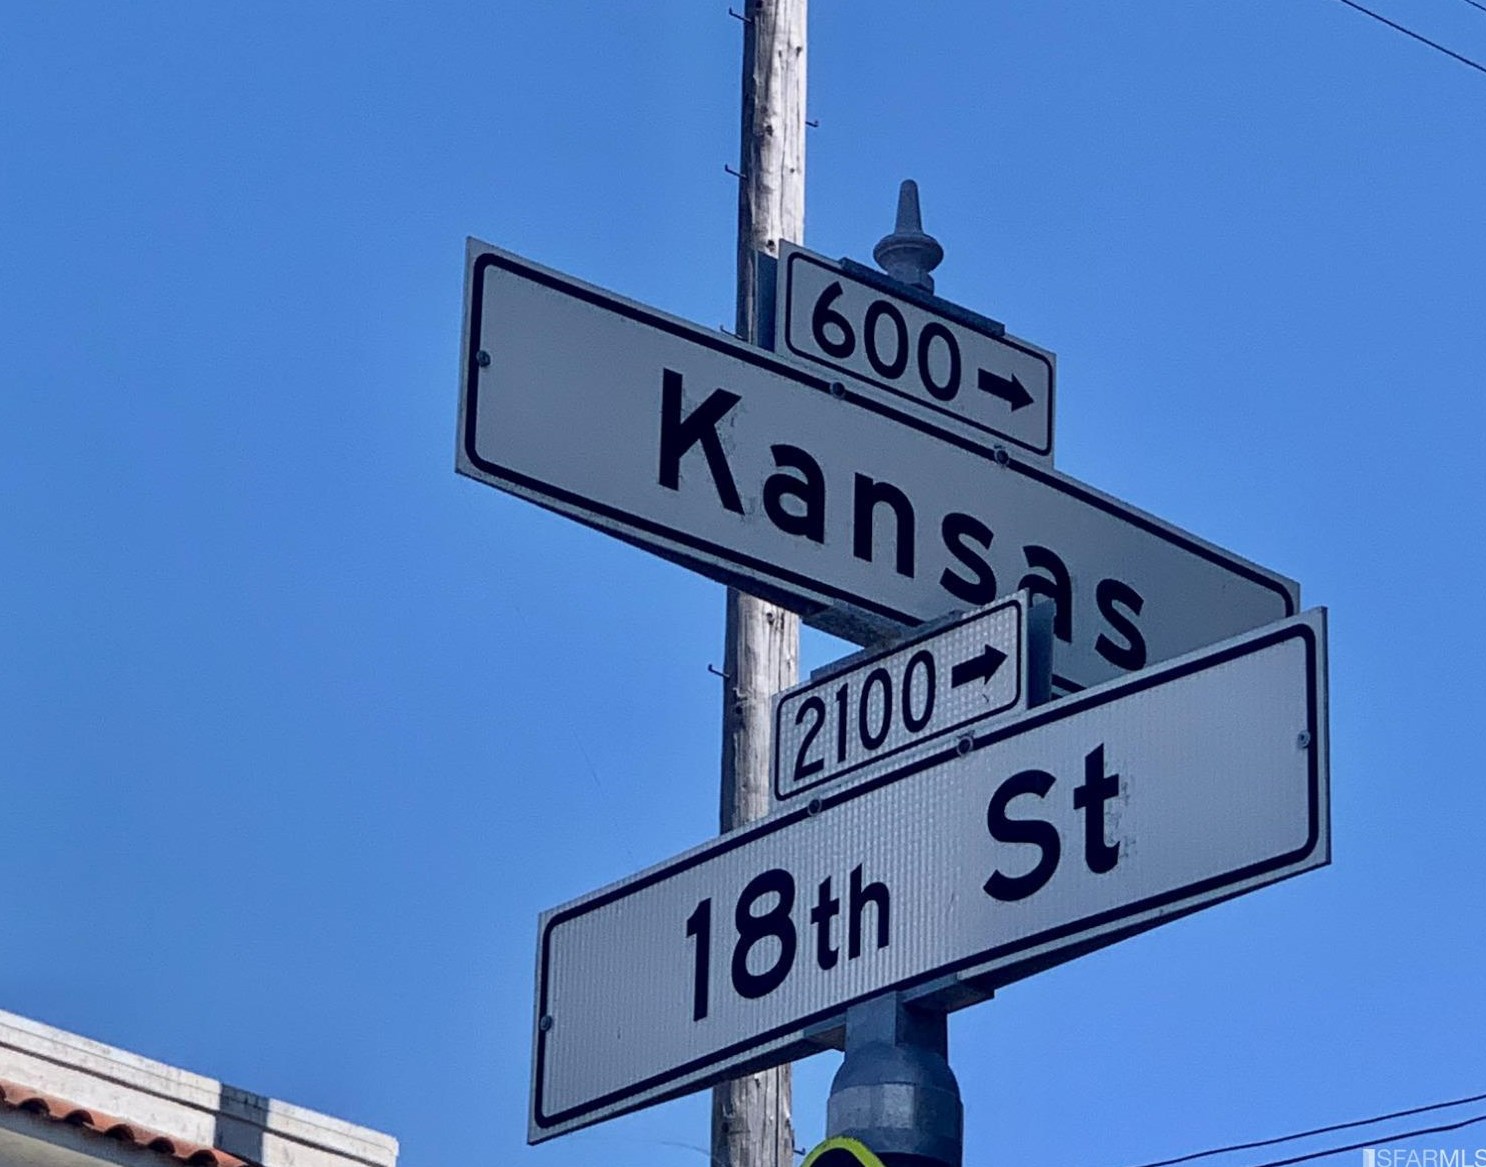 600 →
Kansas
2100 →
18th St
SFARMLS